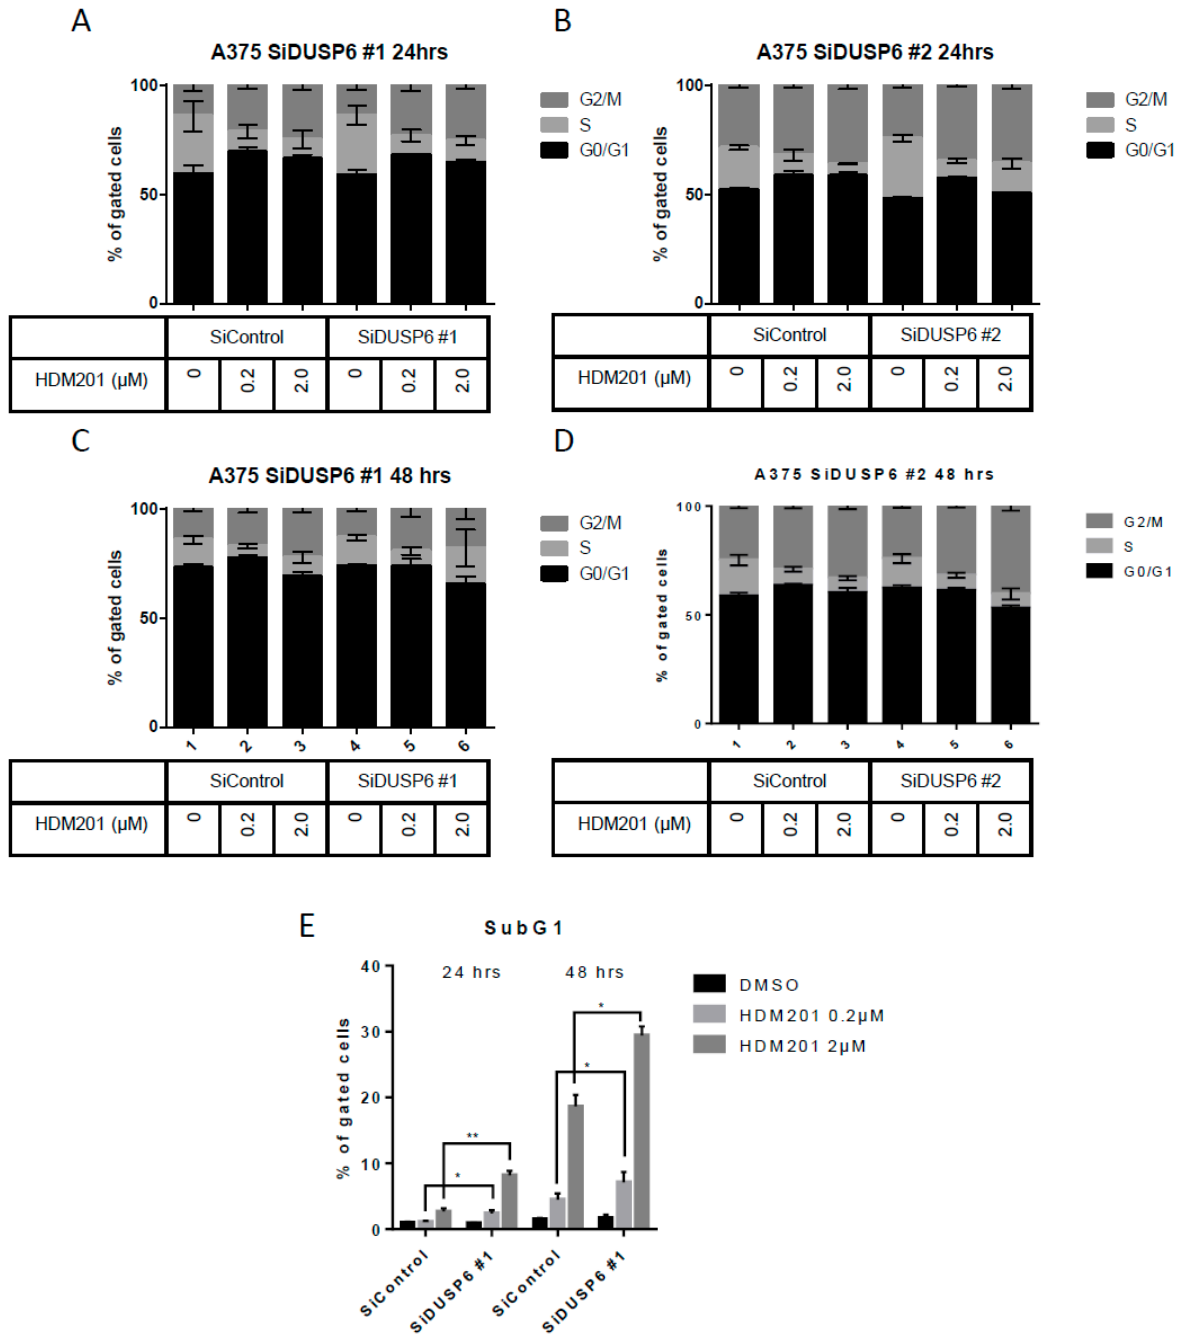 A
A375 SiDUSP6 #1 24hrs
% of gated cells
100
50
0
G2/M
S
G0/G1
SiControl SiDUSP6 #1
HDM201 (µM) 0 0.2 2.0 0 0.2 2.0
B
A375 SiDUSP6 #2 24hrs
% of gated cells
100
50
0
G2/M
S
G0/G1
SiControl SiDUSP6 #2
HDM201 (µM) 0 0.2 2.0 0 0.2 2.0
C
A375 SiDUSP6 #1 48 hrs
% of gated cells
100
50
0
1 2 3 4 5 6
G2/M
S
G0/G1
SiControl SiDUSP6 #1
HDM201 (µM) 0 0.2 2.0 0 0.2 2.0
D
A375 SiDUSP6 #2 48 hrs
% of gated cells
100
50
0
1 2 3 4 5 6
G2/M
S
G0/G1
SiControl SiDUSP6 #2
HDM201 (µM) 0 0.2 2.0 0 0.2 2.0
E
SubG1
% of gated cells
40
30
20
10
0
24 hrs 48 hrs
*
*
**
*
SiControl SiDUSP6 #1 SiControl SiDUSP6 #1
DMSO
HDM201 0.2µM
HDM201 2µM